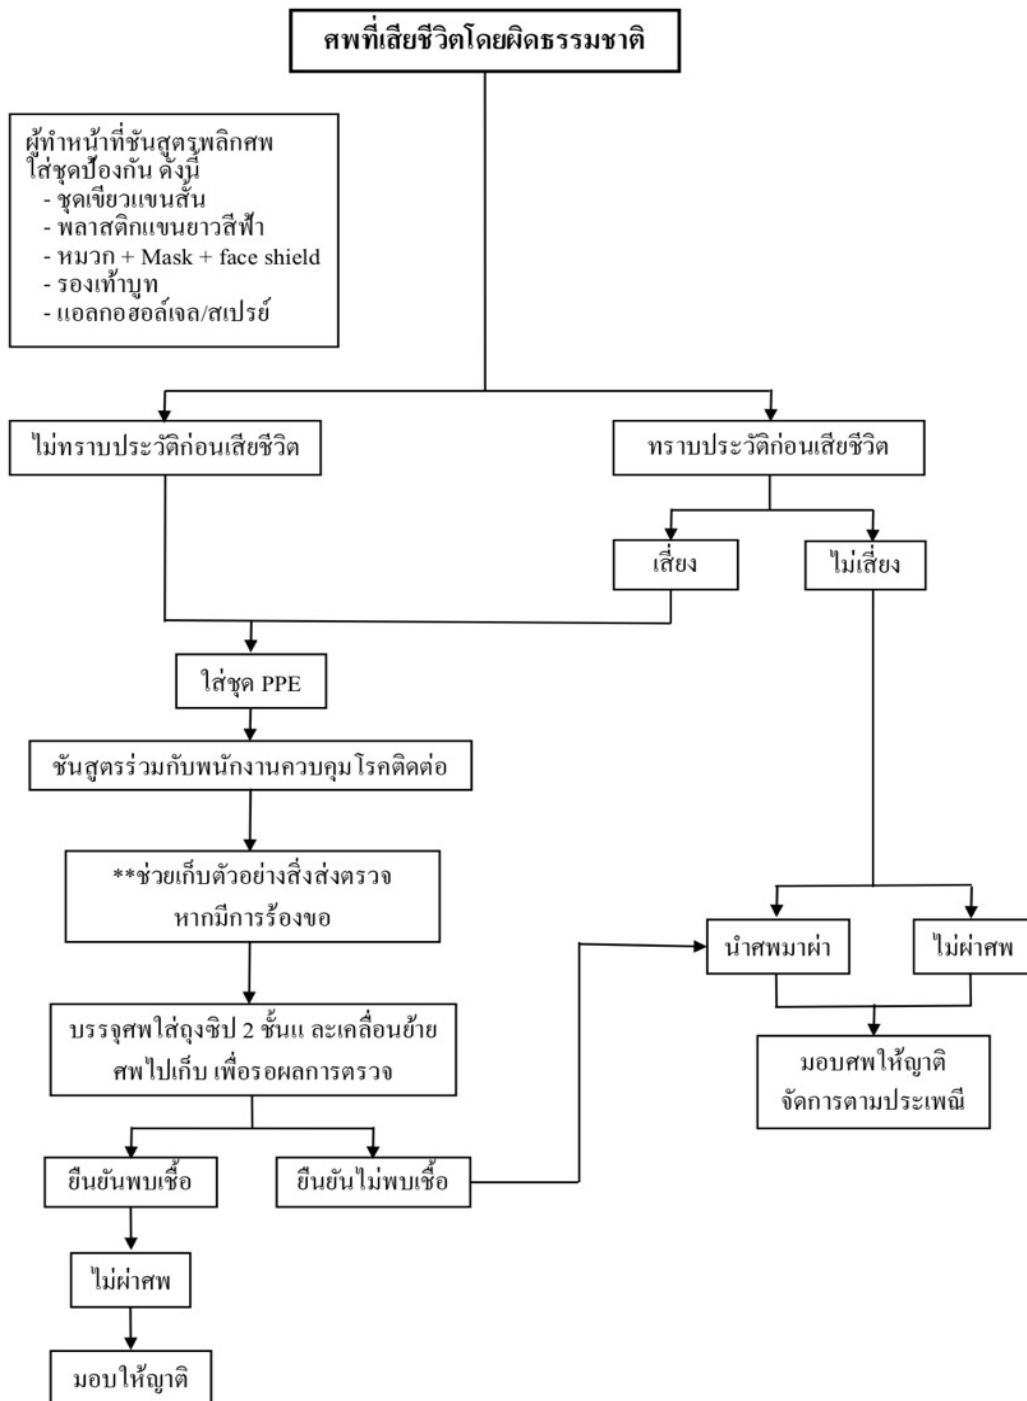 ศพที่เสียชีวิตโดยผิดธรรมชาติ
ผู้ทำหน้าที่ชันสูตรพลิกศพ
ใส่ชุดป้องกัน ดังนี้
- ชุดเขียวแขนสั้น
- พลาสติกแขนยาวสีฟ้า
- หมวก + Mask + face shield
- รองเท้าบูท
- แอลกอฮอล์เจล/สเปรย์
ไม่ทราบประวัติก่อนเสียชีวิต
ทราบประวัติก่อนเสียชีวิต
เสี่ยง
ไม่เสี่ยง
ใส่ชุด PPE
ชันสูตรร่วมกับพนักงานควบคุมโรคติดต่อ
**ช่วยเก็บตัวอย่างสิ่งส่งตรวจ
หากมีการร้องขอ
นำศพมาผ่า
ไม่ผ่าศพ
บรรจุศพใส่ถุงซิป 2 ชั้นแ ละเคลื่อนย้าย
ศพไปเก็บ เพื่อรอผลการตรวจ
มอบศพให้ญาติ
จัดการตามประเพณี
ยืนยันพบเชื้อ
ยืนยันไม่พบเชื้อ
ไม่ผ่าศพ
มอบให้ญาติ